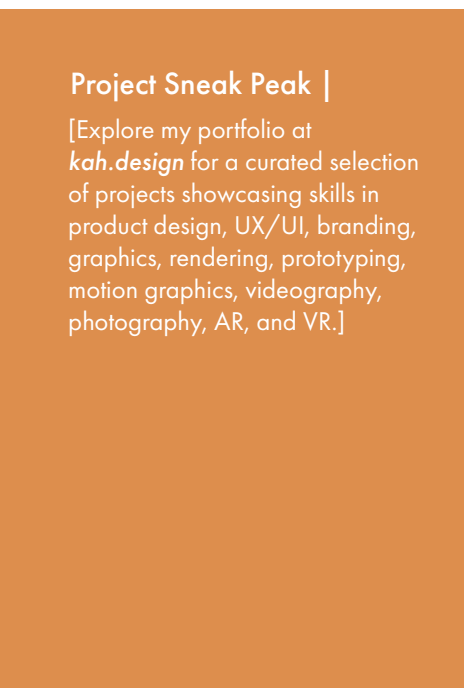 Project Sneak Peak |
[Explore my portfolio at
kah.design for a curated selection
of projects showcasing skills in
product design, UX/UI, branding,
graphics, rendering, prototyping,
motion graphics, videography,
photography, AR, and VR.]